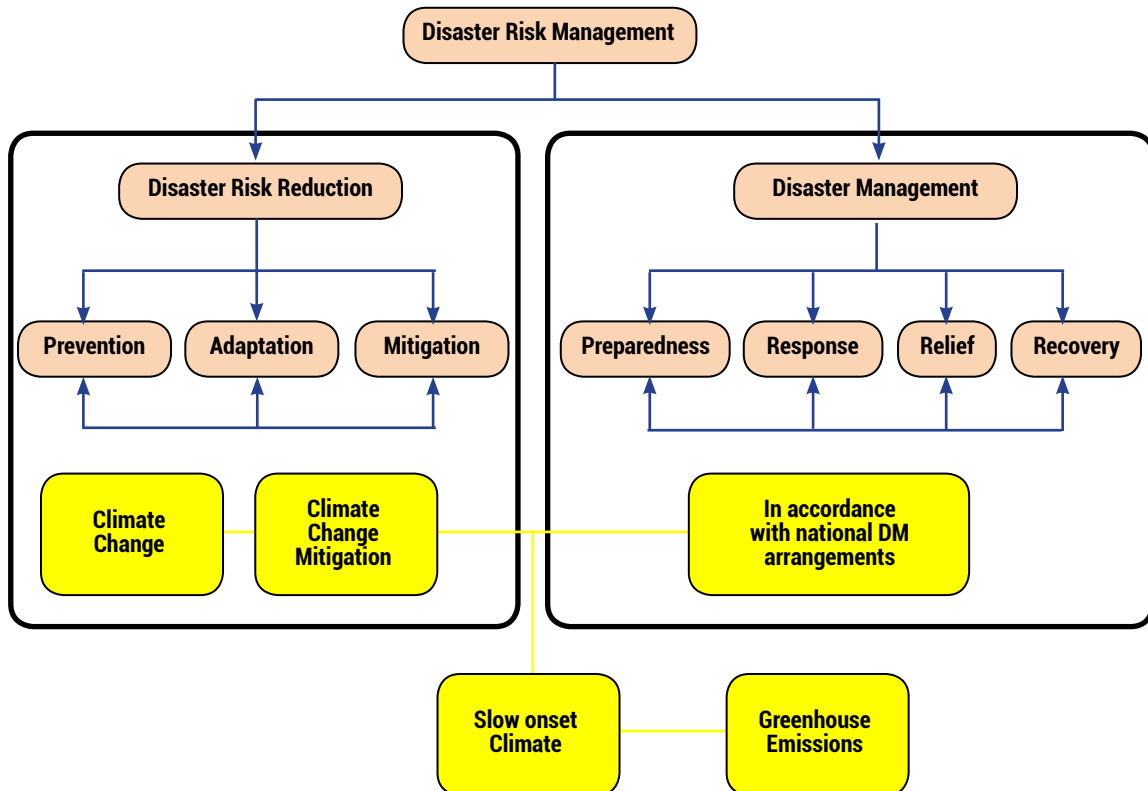 Disaster Risk Management
Disaster Risk Reduction
Disaster Management
Prevention
Adaptation
Mitigation
Preparedness
Response
Relief
Recovery
Climate
Change
Climate
Change
Mitigation
In accordance
with national DM
arrangements
Slow onset
Climate
Greenhouse
Emissions